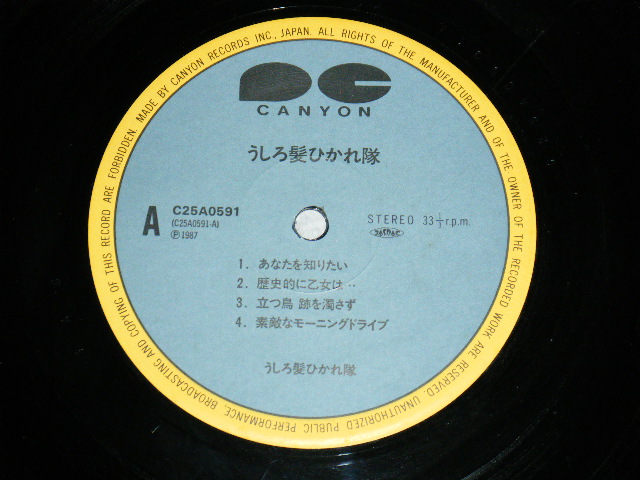 MADE BY CANYON RECORDS INC., JAPAN. ALL RIGHTS OF THE MANUFACTURER AND OF THE OWNER OF THE RECORDED WORK ARE RESERVED. UNAUTHORIZED PUBLIC PERFORMANCE, BROADCASTING AND COPYING OF THIS RECORD ARE FORBIDDEN.
CANYON
うしろ髪ひかれ隊
A
C25A0591
(C25A0591-A)
Ⓟ1987
STEREO 33⅓r.p.m.
1. あなたを知りたい
2. 歴史的に乙女は‥
3. 立つ鳥 跡を濁さず
4. 素敵なモーニングドライブ
うしろ髪ひかれ隊